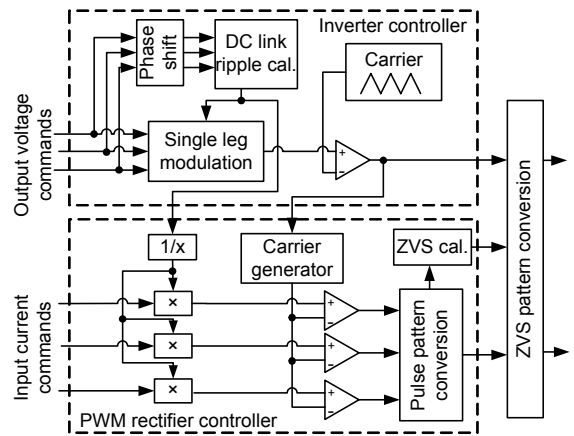 Inverter controller
Phase
shift
DC link
ripple cal.
Carrier
Output voltage
commands
Single leg
modulation
+
−
ZVS pattern conversion
1/x
Carrier
generator
ZVS cal.
Input current
commands
×
+
−
×
+
−
×
+
−
Pulse pattern
conversion
PWM rectifier controller